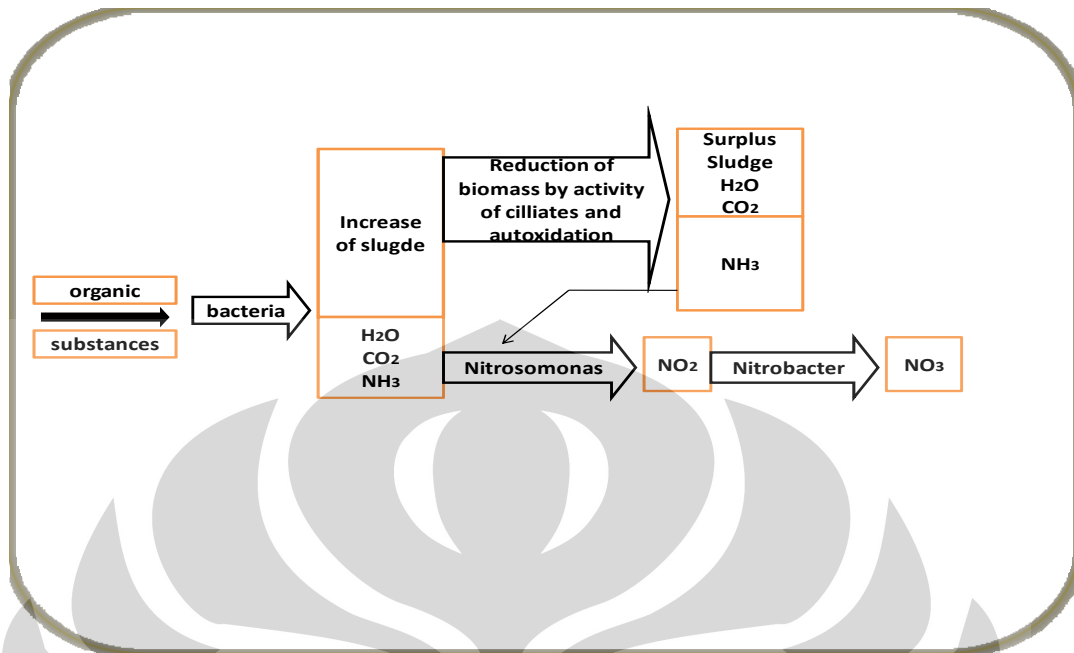 organic
substances
bacteria
Increase
of slugde
H₂O
CO₂
NH₃
Reduction of
biomass by activity
of cilliates and
autoxidation
Surplus
Sludge
H₂O
CO₂
NH₃
Nitrosomonas
NO₂
Nitrobacter
NO₃